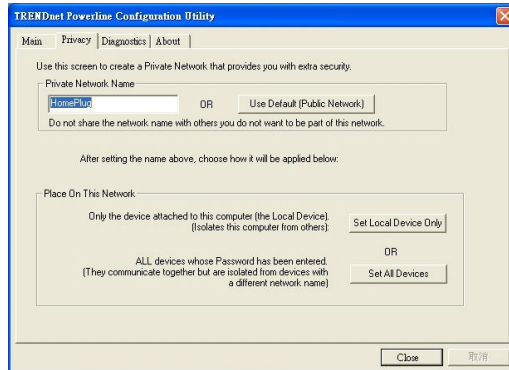 TRENDnet Powerline Configuration Utility
Main Privacy Diagnostics About
Use this screen to create a Private Network that provides you with extra security.
Private Network Name
HomePlug OR Use Default (Public Network)
Do not share the network name with others you do not want to be part of this network.
After setting the name above, choose how it will be applied below:
Place On This Network
Only the device attached to this computer (the Local Device).
(Isolates this computer from others):
Set Local Device Only
OR
ALL devices whose Password has been entered.
(They communicate together but are isolated from devices with
a different network name)
Set All Devices
Close 取消